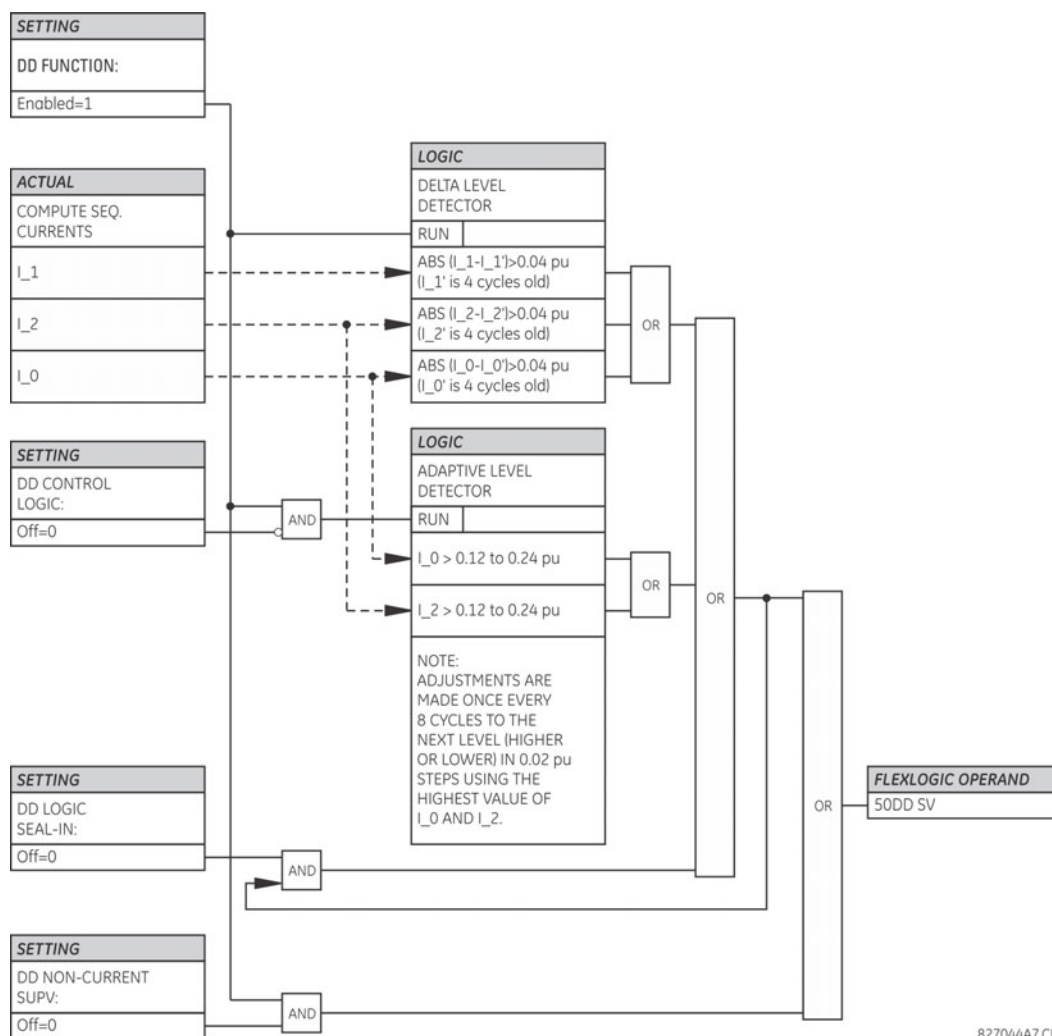 SETTING
DD FUNCTION:
Enabled=1
ACTUAL
COMPUTE SEQ.
CURRENTS
I_1
I_2
I_0
SETTING
DD CONTROL
LOGIC:
Off=0
SETTING
DD LOGIC
SEAL-IN:
Off=0
SETTING
DD NON-CURRENT
SUPV:
Off=0
AND
AND
AND
LOGIC
DELTA LEVEL
DETECTOR
RUN
ABS (I_1-I_1')>0.04 pu
(I_1' is 4 cycles old)
ABS (I_2-I_2')>0.04 pu
(I_2' is 4 cycles old)
ABS (I_0-I_0')>0.04 pu
(I_0' is 4 cycles old)
LOGIC
ADAPTIVE LEVEL
DETECTOR
RUN
I_0 > 0.12 to 0.24 pu
I_2 > 0.12 to 0.24 pu
NOTE:
ADJUSTMENTS ARE
MADE ONCE EVERY
8 CYCLES TO THE
NEXT LEVEL (HIGHER
OR LOWER) IN 0.02 pu
STEPS USING THE
HIGHEST VALUE OF
I_0 AND I_2.
OR
OR
OR
OR
FLEXLOGIC OPERAND
50DD SV